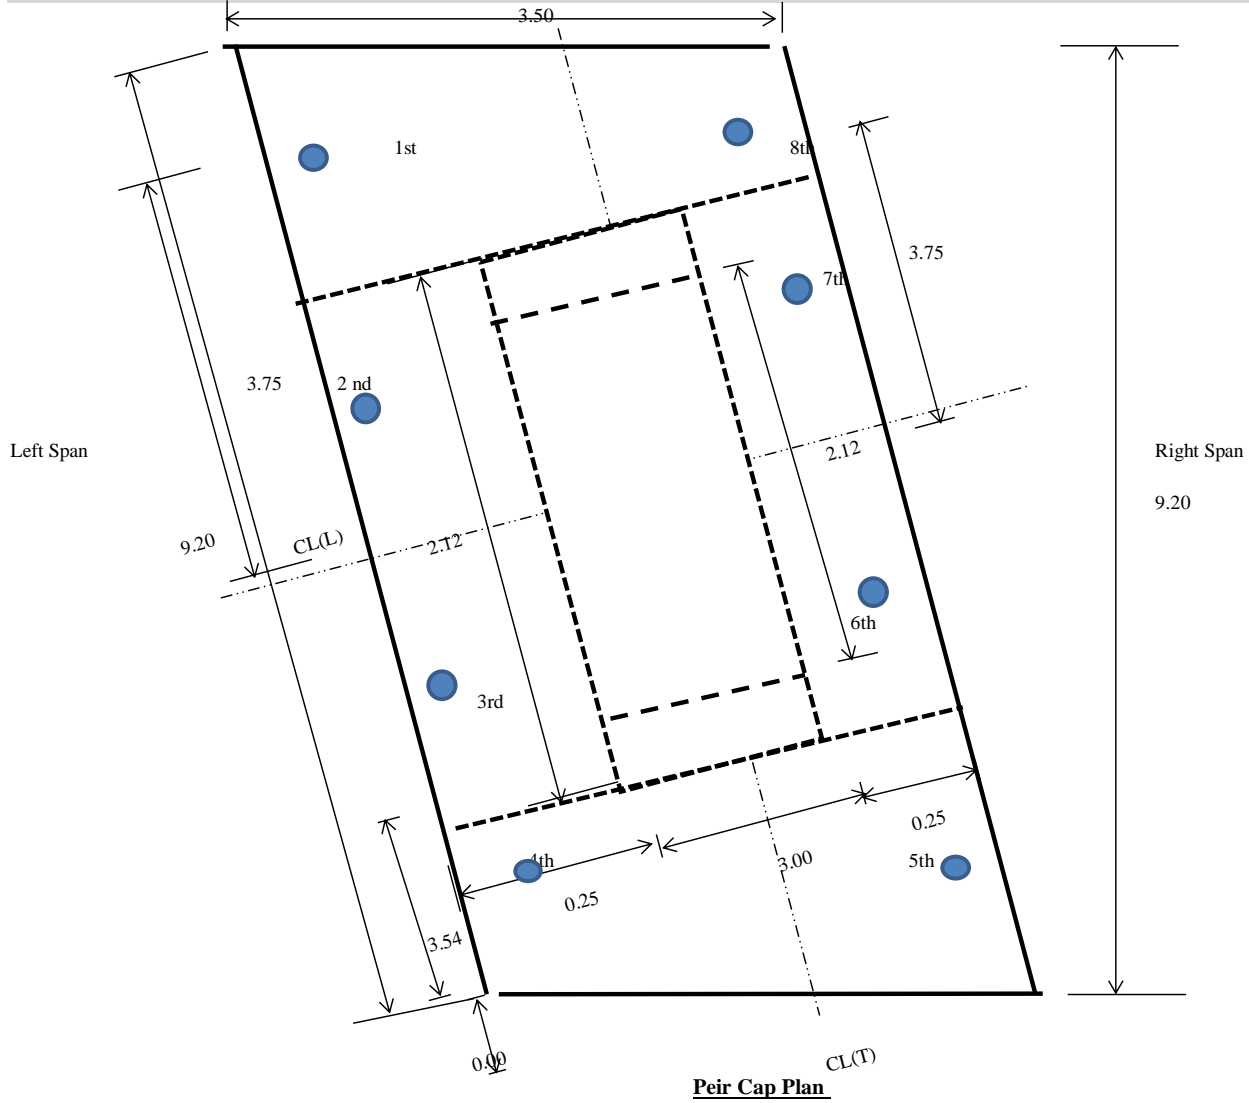 3.50
1st
8th
3.75
7th
3.75
2 nd
Left Span
2.12
Right Span
9.20
9.20
CL(L)
2.12
6th
3rd
0.25
4th
3.00
5th
0.25
3.54
0.00
CL(T)
Peir Cap Plan